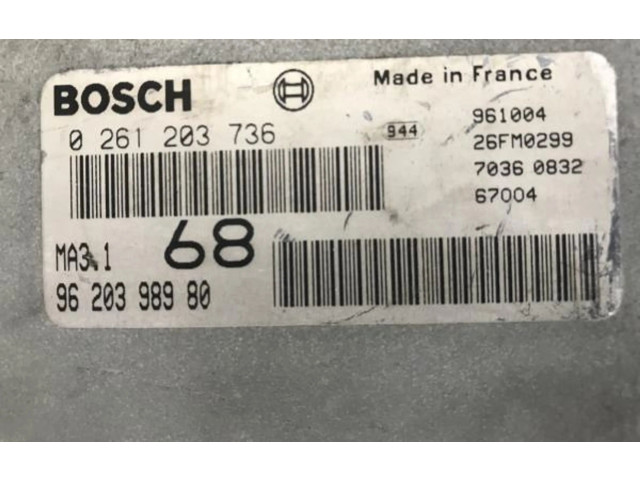 BOSCH
Made in France
0 261 203 736
944
961004
26FM0299
7036 0832
67004
MA3.1
68
96 203 989 80